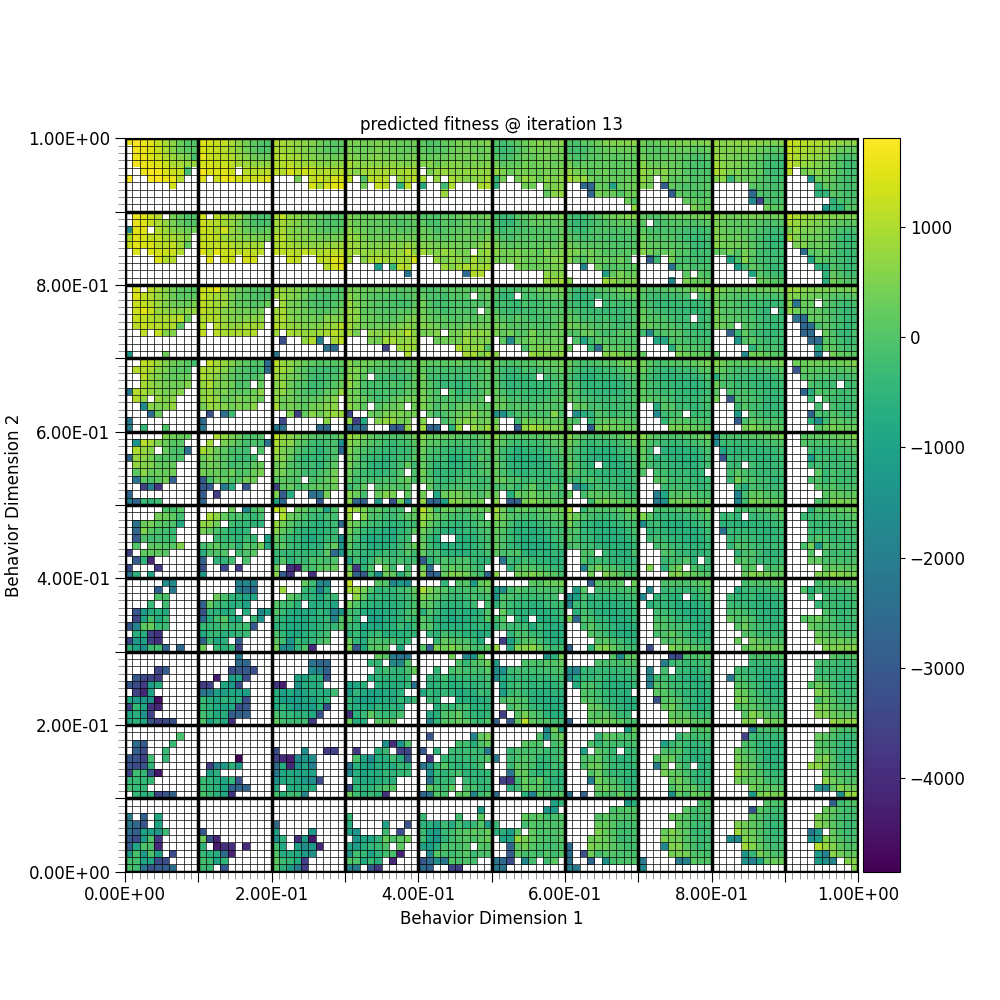 predicted fitness @ iteration 13
1.00E+00
8.00E-01
6.00E-01
4.00E-01
2.00E-01
0.00E+00
Behavior Dimension 2
0.00E+00 2.00E-01 4.00E-01 6.00E-01 8.00E-01 1.00E+00
Behavior Dimension 1
1000
0
−1000
−2000
−3000
−4000